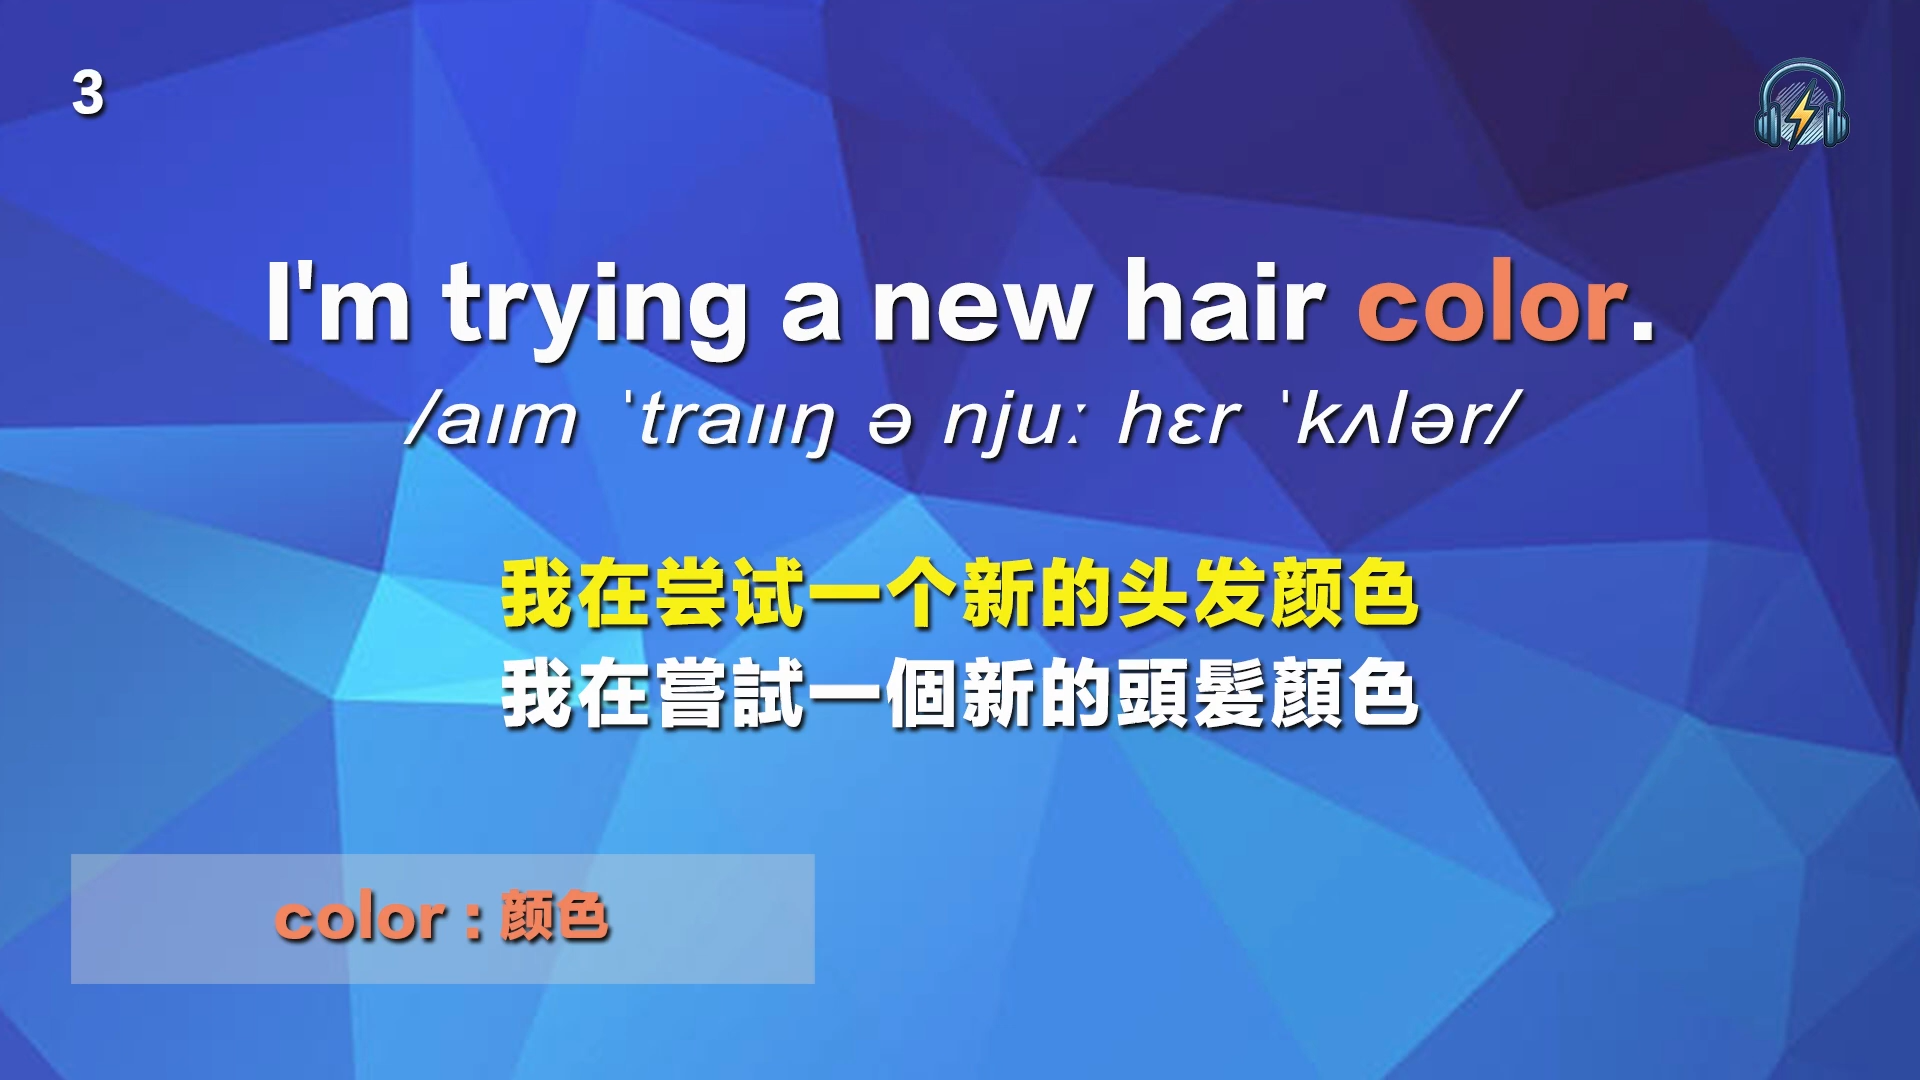 3
I'm trying a new hair color.
/aɪm ˈtraɪɪŋ ə njuː hɛr ˈkʌlər/
我在尝试一个新的头发颜色
我在嘗試一個新的頭髪顏色
color : 颜色